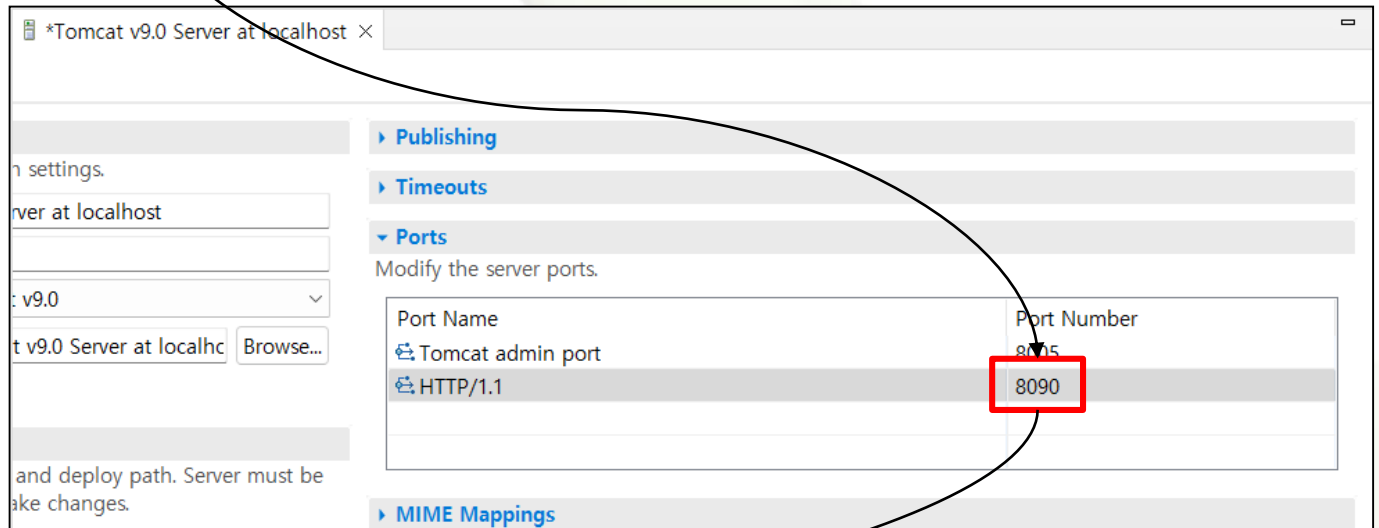 *Tomcat v9.0 Server at localhost
n settings.
rver at localhost
t v9.0
t v9.0 Server at localhc Browse...
and deploy path. Server must be
ake changes.
Publishing
Timeouts
Ports
Modify the server ports.
Port Name Port Number
Tomcat admin port 8005
HTTP/1.1 8090
MIME Mappings